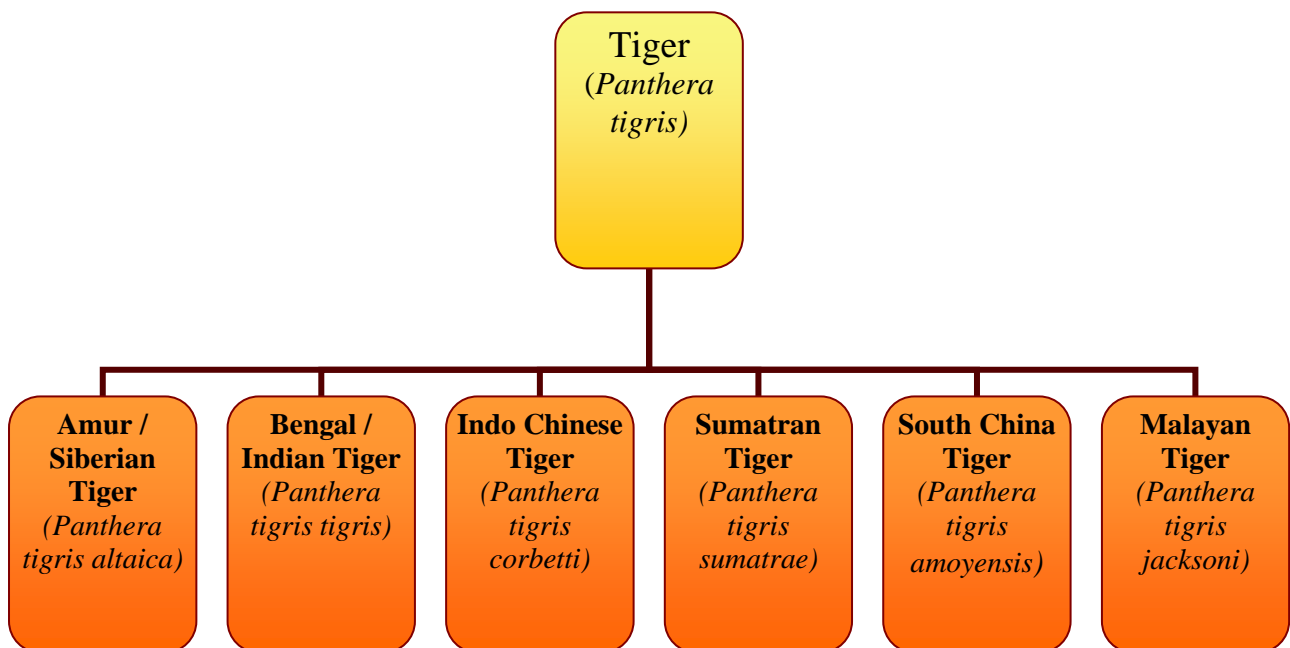 Tiger
(Panthera
tigris)
Amur /
Siberian
Tiger
(Panthera
tigris altaica)
Bengal /
Indian Tiger
(Panthera
tigris tigris)
Indo Chinese
Tiger
(Panthera
tigris
corbetti)
Sumatran
Tiger
(Panthera
tigris
sumatrae)
South China
Tiger
(Panthera
tigris
amoyensis)
Malayan
Tiger
(Panthera
tigris
jacksoni)